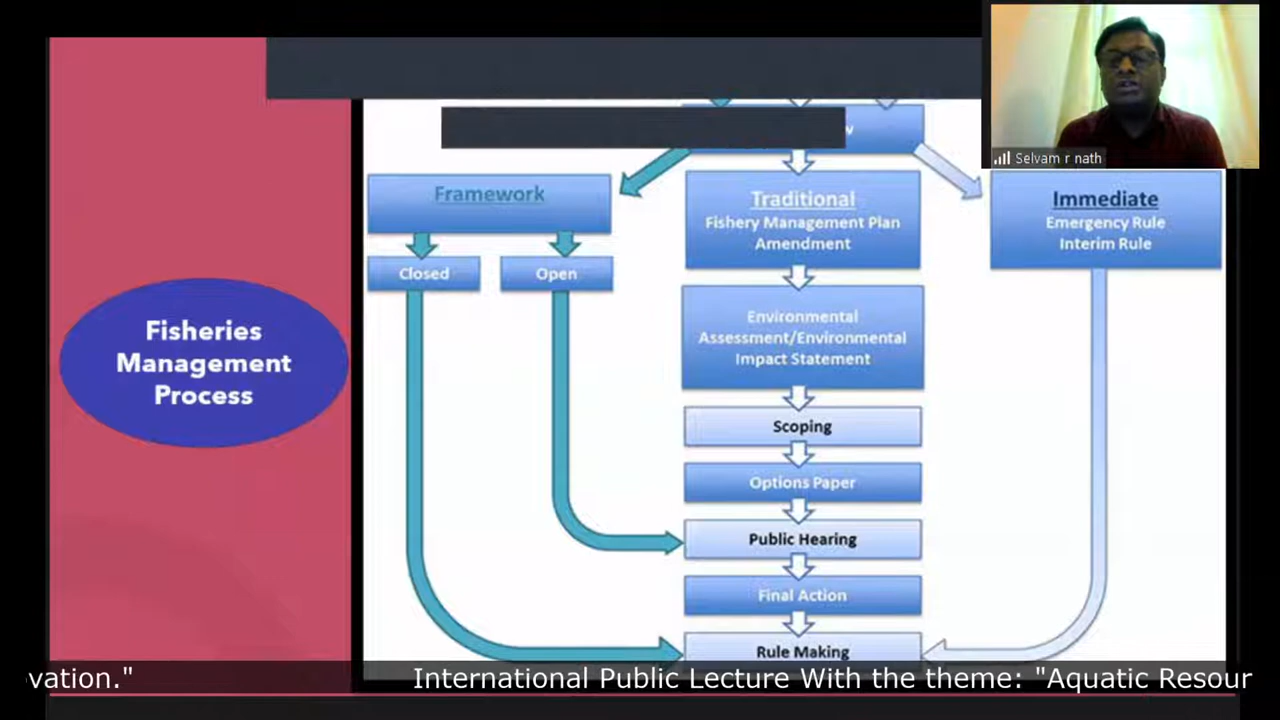 Selvam r nath
Framework
Closed
Open
Traditional
Fishery Management Plan
Amendment
Immediate
Emergency Rule
Interim Rule
Fisheries
Management
Process
Environmental
Assessment/Environmental
Impact Statement
Scoping
Options Paper
Public Hearing
Final Action
Rule Making
ovation." International Public Lecture With the theme: "Aquatic Resour